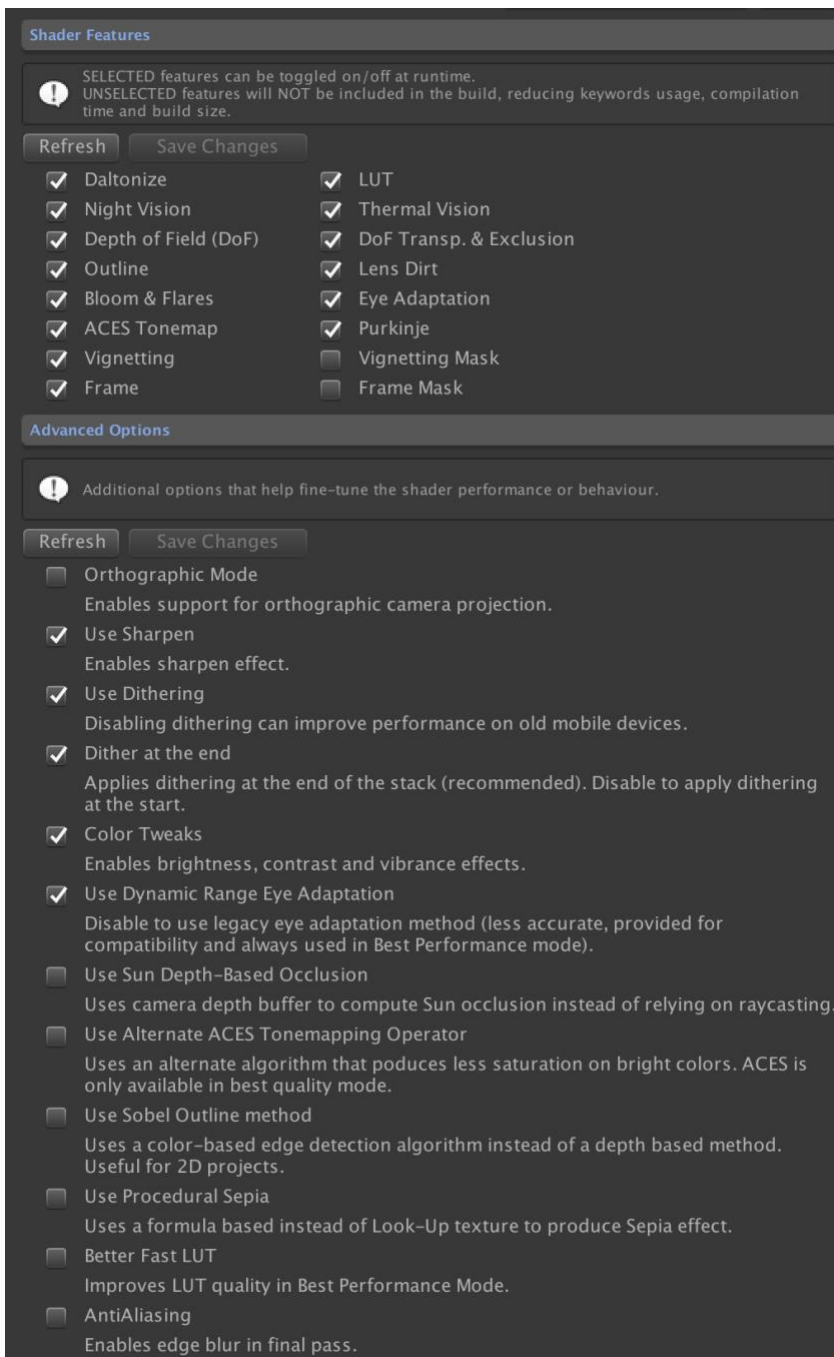 Shader Features
SELECTED features can be toggled on/off at runtime.
UNSELECTED features will NOT be included in the build, reducing keywords usage, compilation
time and build size.
Refresh Save Changes
Daltonize LUT
Night Vision Thermal Vision
Depth of Field (DoF) DoF Transp. & Exclusion
Outline Lens Dirt
Bloom & Flares Eye Adaptation
ACES Tonemap Purkinje
Vignetting Vignetting Mask
Frame Frame Mask
Advanced Options
Additional options that help fine-tune the shader performance or behaviour.
Refresh Save Changes
Orthographic Mode
Enables support for orthographic camera projection.
Use Sharpen
Enables sharpen effect.
Use Dithering
Disabling dithering can improve performance on old mobile devices.
Dither at the end
Applies dithering at the end of the stack (recommended). Disable to apply dithering
at the start.
Color Tweaks
Enables brightness, contrast and vibrance effects.
Use Dynamic Range Eye Adaptation
Disable to use legacy eye adaptation method (less accurate, provided for
compatibility and always used in Best Performance mode).
Use Sun Depth-Based Occlusion
Uses camera depth buffer to compute Sun occlusion instead of relying on raycasting.
Use Alternate ACES Tonemapping Operator
Uses an alternate algorithm that poduces less saturation on bright colors. ACES is
only available in best quality mode.
Use Sobel Outline method
Uses a color-based edge detection algorithm instead of a depth based method.
Useful for 2D projects.
Use Procedural Sepia
Uses a formula based instead of Look-Up texture to produce Sepia effect.
Better Fast LUT
Improves LUT quality in Best Performance Mode.
AntiAliasing
Enables edge blur in final pass.